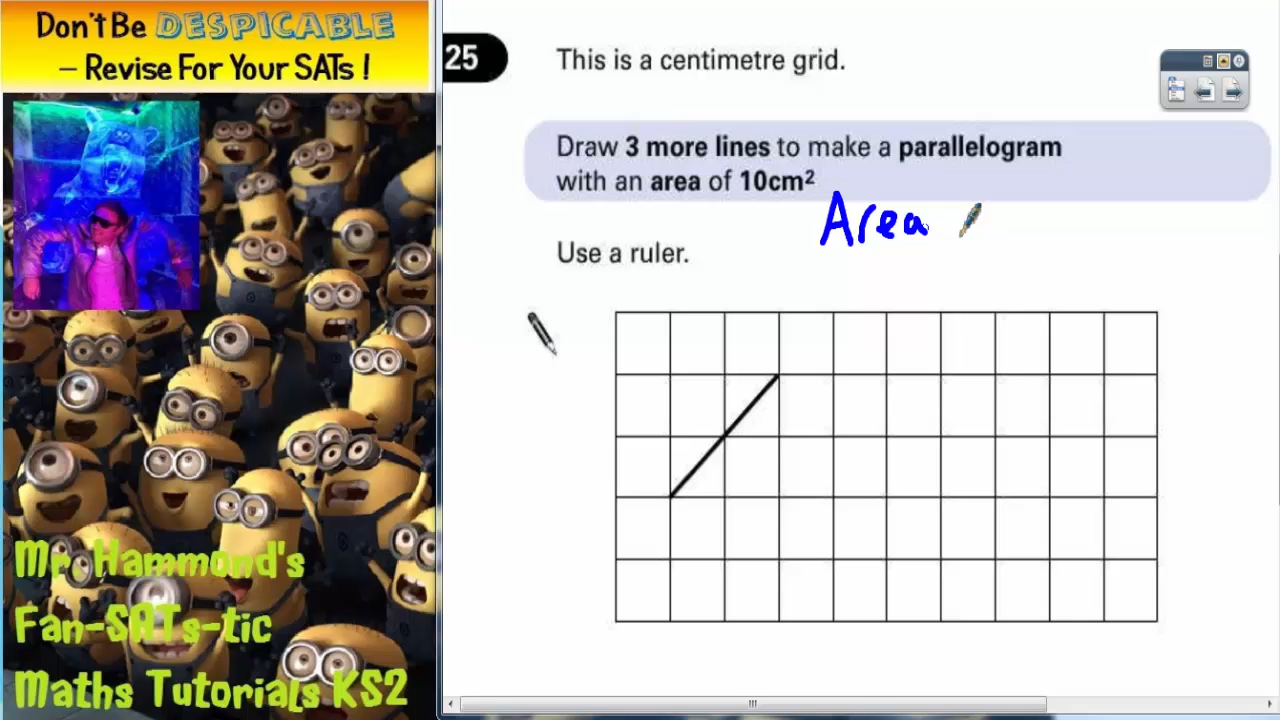 Don't Be DESPICABLE
– Revise For Your SATs !
Mr. Hammond's
Fan-SATs-tic
Maths Tutorials KS2
25
This is a centimetre grid.
Draw 3 more lines to make a parallelogram
with an area of 10cm²
Area
Use a ruler.